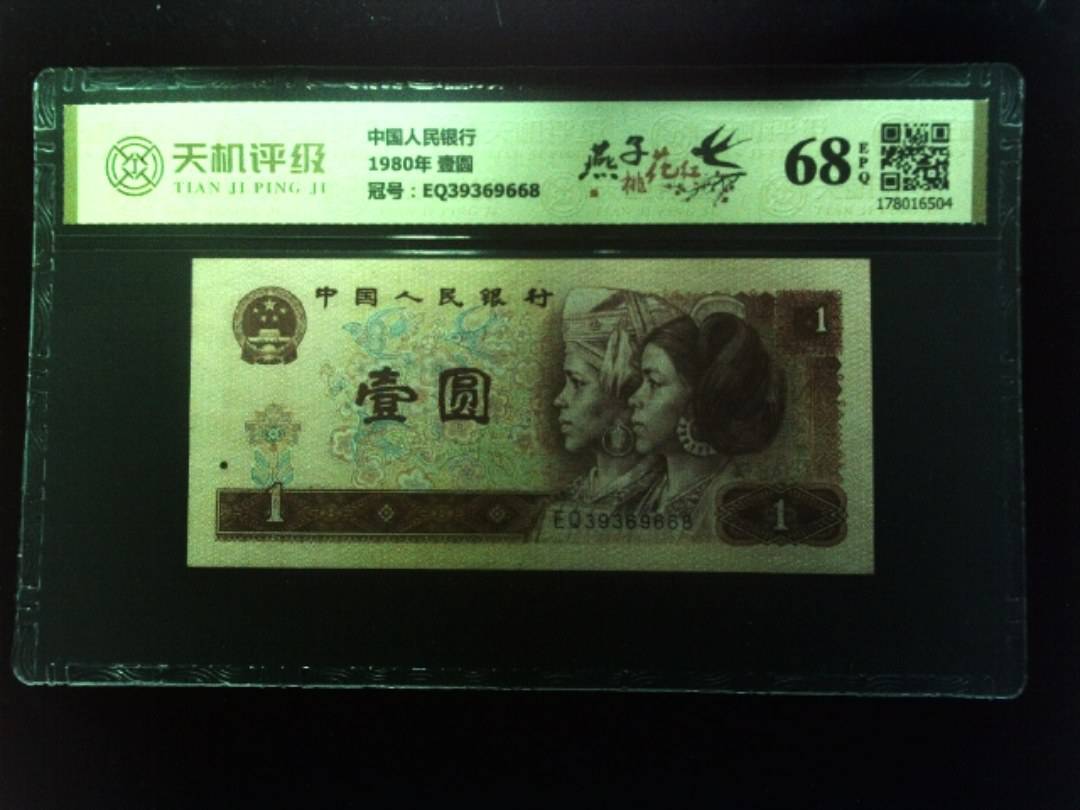 天机评级
TIAN JI PING JI
中国人民银行
1980年 壹圆
冠号：EQ39369668
燕子
桃花红
68
EPQ
178016504
中国人民银行
1
壹圆
1
EQ39369668
1